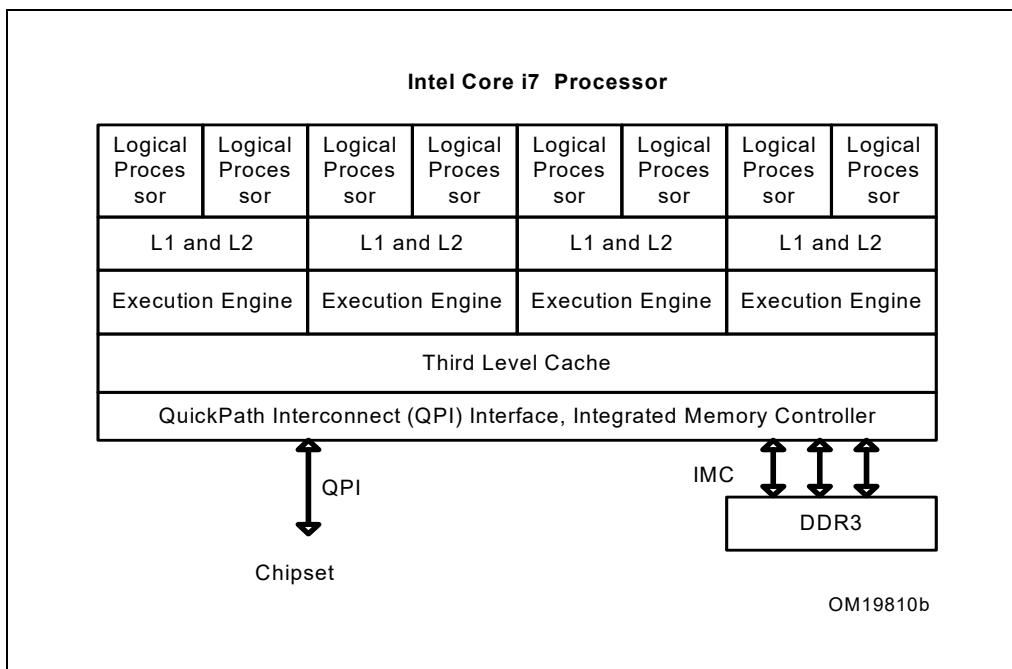 Intel Core i7 Processor
Logical Logical Logical Logical Logical Logical Logical Logical
Proces Proces Proces Proces Proces Proces Proces Proces
sor sor sor sor sor sor sor sor
L1 and L2 L1 and L2 L1 and L2 L1 and L2
Execution Engine Execution Engine Execution Engine Execution Engine
Third Level Cache
QuickPath Interconnect (QPI) Interface, Integrated Memory Controller
QPI IMC
DDR3
Chipset
OM19810b